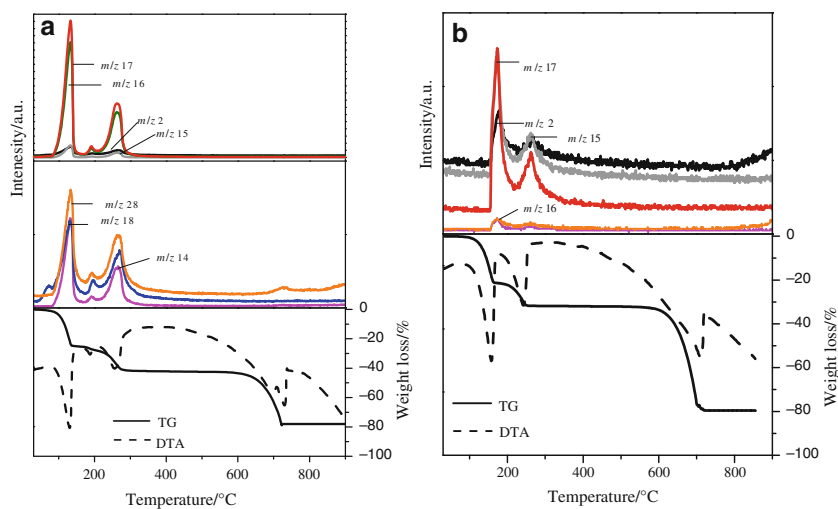 a
m/z 17
m/z 16
m/z 2
m/z 15
Intenesity/a.u.
m/z 28
m/z 18
m/z 14
0
−20
−40
−60
−80
−100
Weight loss/%
TG
DTA
200
400
600
800
Temperature/°C
b
m/z 17
m/z 2
m/z 15
m/z 16
Intensity/a.u.
0
−20
−40
−60
−80
−100
Weight loss/%
TG
DTA
200
400
600
800
Temperature/°C